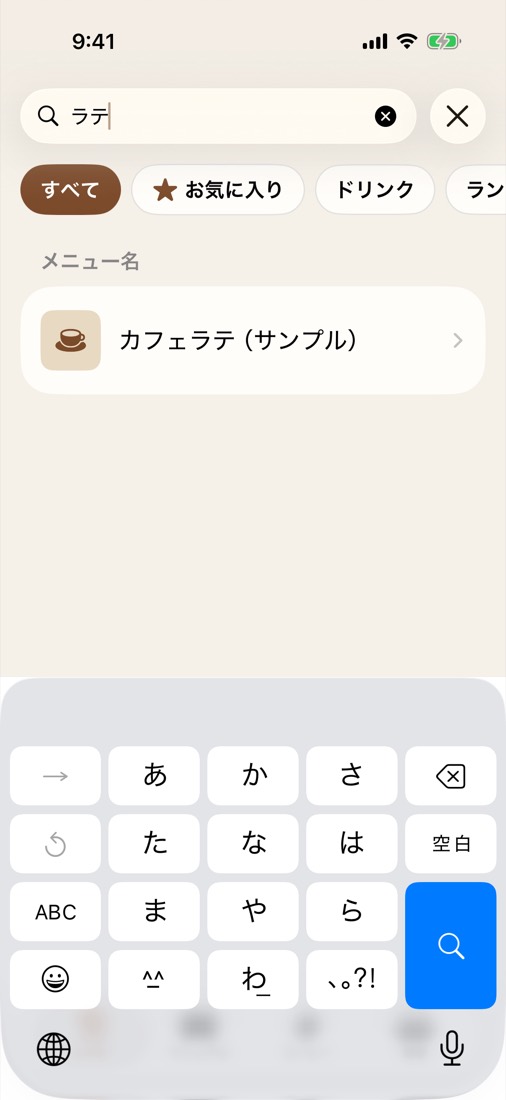 9:41
ラテ
すべて
お気に入り
ドリンク
ラン
メニュー名
カフェラテ（サンプル）
→
あ
か
さ
た
な
は
空白
ABC
ま
や
ら
^^
わ
、。?!